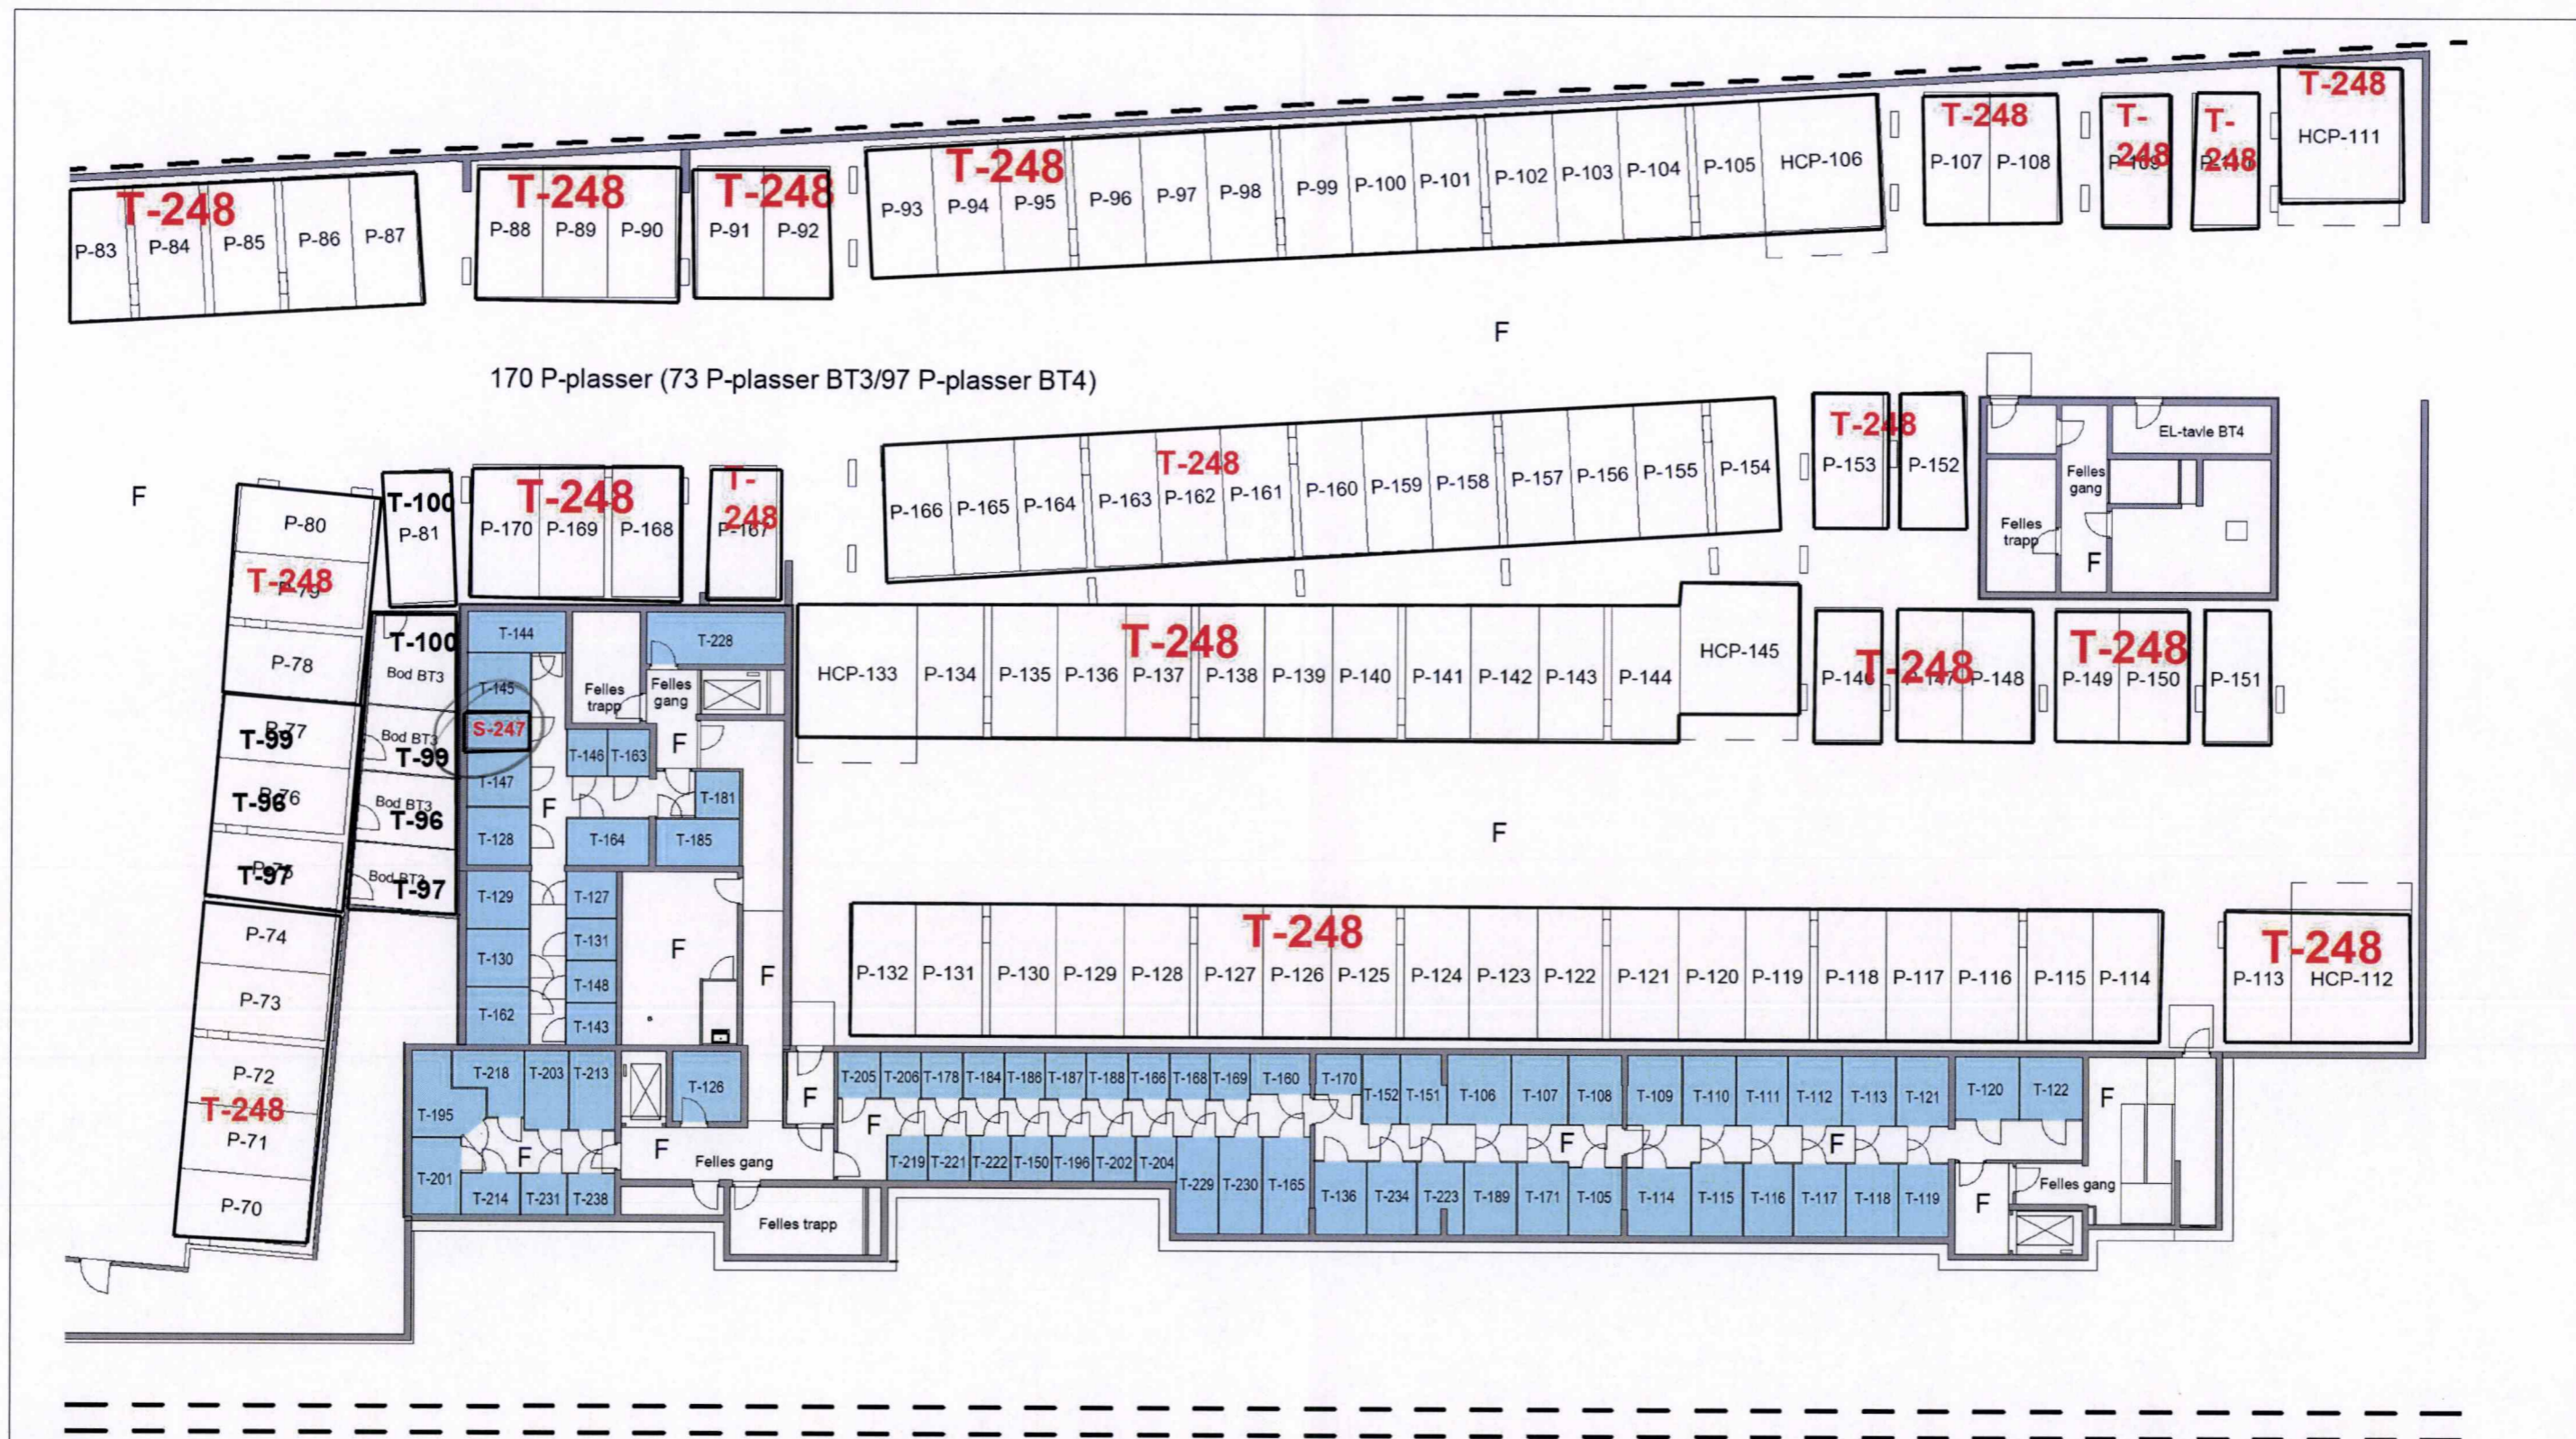 T-248
T-248
T-248
T-248
T-248
T-
248
T-
248
T-248
HCP-111
P-83
P-84
P-85
P-86
P-87
P-88
P-89
P-90
P-91
P-92
P-93
P-94
P-95
P-96
P-97
P-98
P-99
P-100
P-101
P-102
P-103
P-104
P-105
HCP-106
P-107
P-108
F
170 P-plasser (73 P-plasser BT3/97 P-plasser BT4)
F
P-80
T-248
P-78
T-100
P-81
T-248
P-170
P-169
P-168
T-
248
P-167
T-248
P-166
P-165
P-164
P-163
P-162
P-161
P-160
P-159
P-158
P-157
P-156
P-155
P-154
T-248
P-153
P-152
EL-tavle BT4
Felles
gang
Felles
trapp
F
T-100
Bod BT3
Bod BT3
T-99
Bod BT3
T-96
Bod BT3
T-97
P-77
T-99
P-76
T-96
T-97
P-74
P-73
P-72
T-248
P-71
P-70
T-144
T-228
T-145
S-247
Felles
trapp
Felles
gang
F
T-146
T-163
T-147
F
T-181
T-128
T-164
T-185
T-129
T-127
T-131
T-130
T-148
T-162
T-143
F
F
T-248
HCP-133
P-134
P-135
P-136
P-137
P-138
P-139
P-140
P-141
P-142
P-143
P-144
HCP-145
P-146
T-248
P-148
T-248
P-149
P-150
P-151
F
T-248
P-132
P-131
P-130
P-129
P-128
P-127
P-126
P-125
P-124
P-123
P-122
P-121
P-120
P-119
P-118
P-117
P-116
P-115
P-114
T-248
P-113
HCP-112
T-218
T-203
T-213
T-195
T-126
T-201
F
T-214
T-231
T-238
F
Felles gang
Felles trapp
F
T-205
T-206
T-178
T-184
T-186
T-187
T-188
T-166
T-168
T-169
T-160
T-170
T-152
T-151
T-106
T-107
T-108
T-109
T-110
T-111
T-112
T-113
T-121
T-120
T-122
F
F
F
F
T-219
T-221
T-222
T-150
T-196
T-202
T-204
T-229
T-230
T-165
T-136
T-234
T-223
T-189
T-171
T-105
T-114
T-115
T-116
T-117
T-118
T-119
F
Felles gang